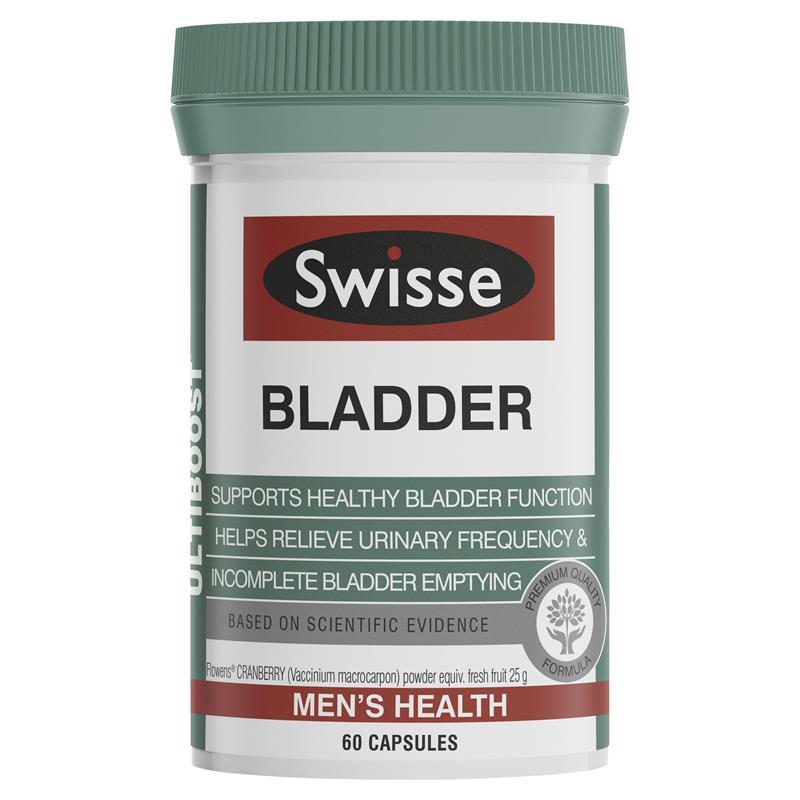 Swisse
BLADDER
ULTIBOOST
SUPPORTS HEALTHY BLADDER FUNCTION
HELPS RELIEVE URINARY FREQUENCY &
INCOMPLETE BLADDER EMPTYING
BASED ON SCIENTIFIC EVIDENCE
PREMIUM QUALITY
FORMULA
Flowens® CRANBERRY (Vaccinium macrocarpon) powder equiv. fresh fruit 25 g
MEN'S HEALTH
60 CAPSULES